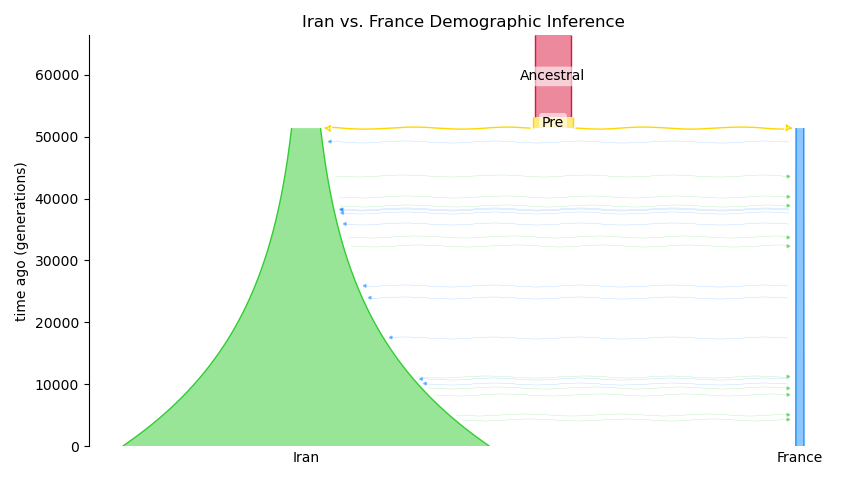 Iran vs. France Demographic Inference
Ancestral
Pre
time ago (generations)
60000
50000
40000
30000
20000
10000
0
Iran
France